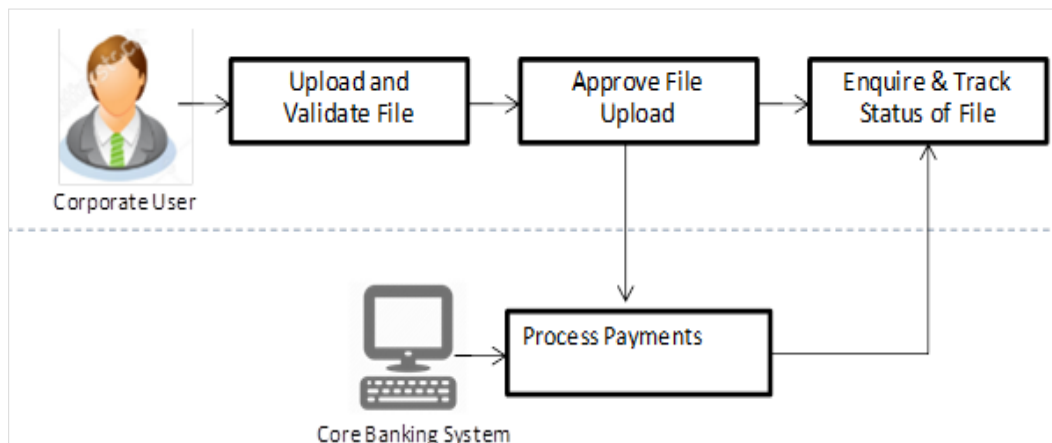 Upload and
Validate File
Approve File
Upload
Enquire & Track
Status of File
Corporate User
Process Payments
Core Banking System